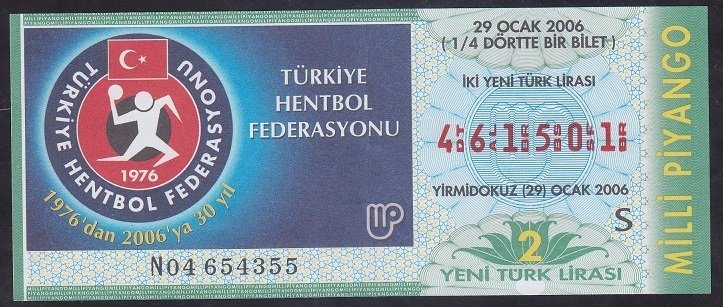 TÜRKİYE HENTBOL FEDERASYONU
1976
1976'dan 2006'ya 30 yıl
TÜRKİYE
HENTBOL
FEDERASYONU
MP
N04 654355
29 OCAK 2006
(1/4 DÖRTTE BİR BİLET)
İKİ YENİ TÜRK LİRASI
461501
YİRMİDOKUZ (29) OCAK 2006
S
2
YENİ TÜRK LİRASI
MİLLİ PİYANGO